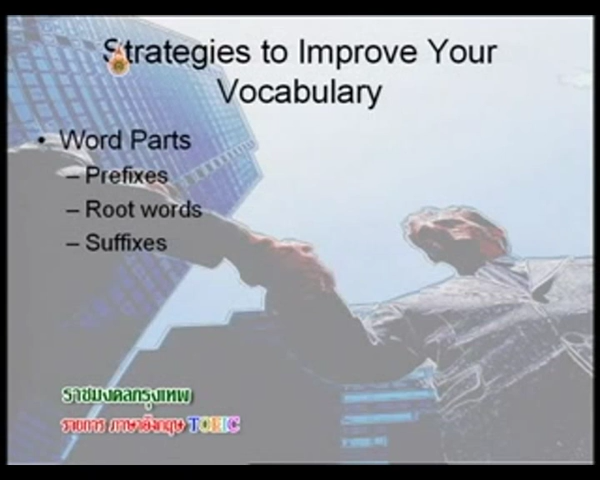 Strategies to Improve Your
Vocabulary
• Word Parts
– Prefixes
– Root words
– Suffixes
ราชมงคลกรุงเทพ
รายการ ภาษาอังกฤษ TOEIC